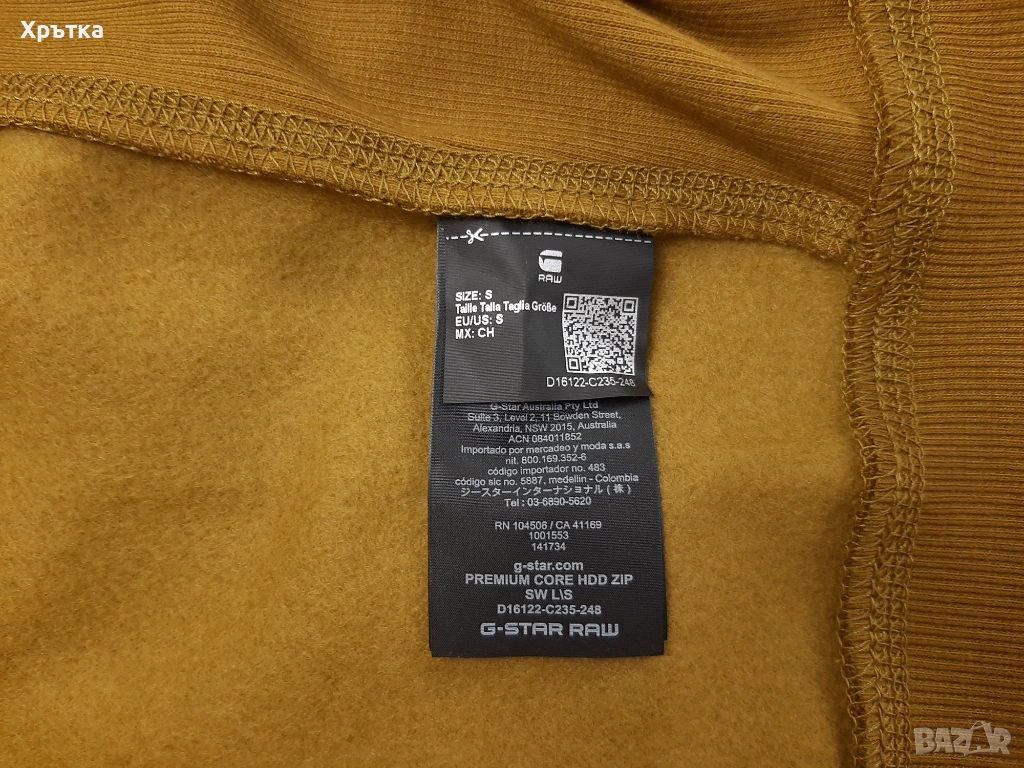 Хрътка
RAW
SIZE: S
Taille Talla Taglia Größe
EU/US: S
MX: CH
D16122-C235-248
G-Star Australia Pty Ltd
Suite 3, Level 2, 11 Bowden Street,
Alexandria, NSW 2015, Australia
ACN 084011852
Importado por mercadeo y moda s.a.s
nit. 800.169.352-6
código importador no. 483
código sic no. 5887, medellin - Colombia
ジースターインターナショナル ( 株 )
Tel : 03-6890-5620
RN 104506 / CA 41169
1001553
141734
g-star.com
PREMIUM CORE HDD ZIP
SW L\S
D16122-C235-248
G-STAR RAW
BAZAR